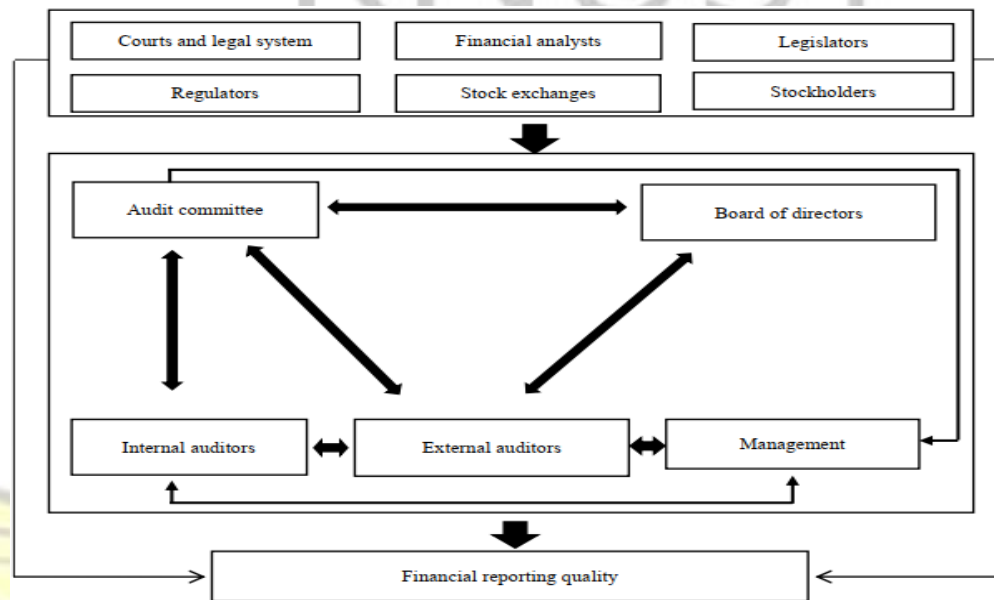 Courts and legal system
Financial analysts
Legislators
Regulators
Stock exchanges
Stockholders
Audit committee
Board of directors
Internal auditors
External auditors
Management
Financial reporting quality